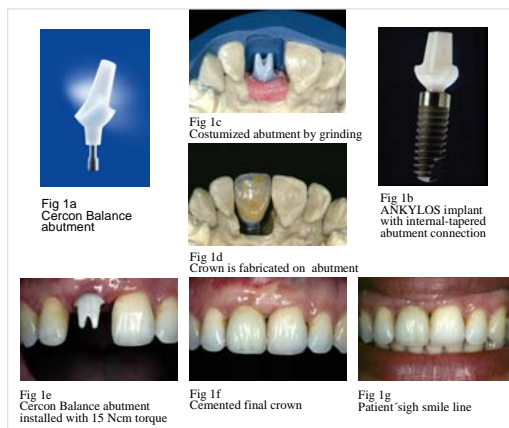 Fig 1a
Cercon Balance
abutment
Fig 1c
Costumized abutment by grinding
Fig 1b
ANKYLOS implant
with internal-tapered
abutment connection
Fig 1d
Crown is fabricated on  abutment
Fig 1e
Cercon Balance abutment
installed with 15 Ncm torque
Fig 1f
Cemented final crown
Fig 1g
Patient´sigh smile line